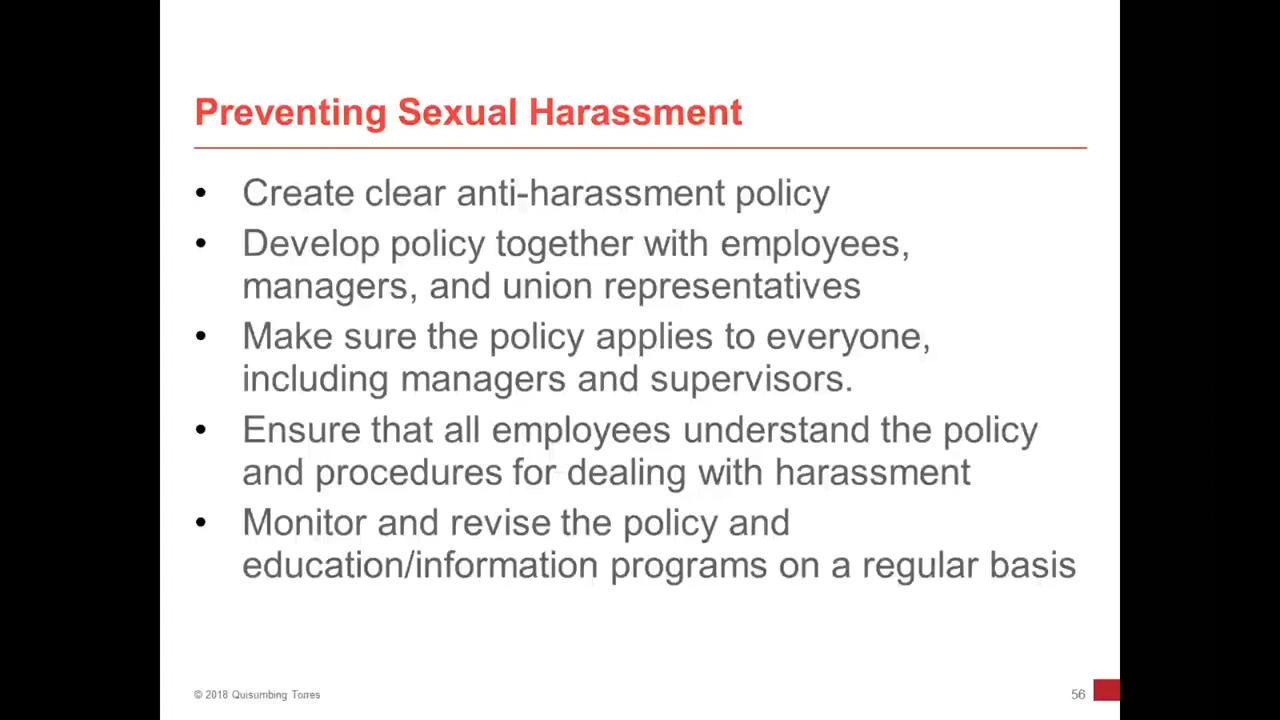 Preventing Sexual Harassment
• Create clear anti-harassment policy
• Develop policy together with employees,
managers, and union representatives
• Make sure the policy applies to everyone,
including managers and supervisors.
• Ensure that all employees understand the policy
and procedures for dealing with harassment
• Monitor and revise the policy and
education/information programs on a regular basis
© 2018 Quisumbing Torres
56